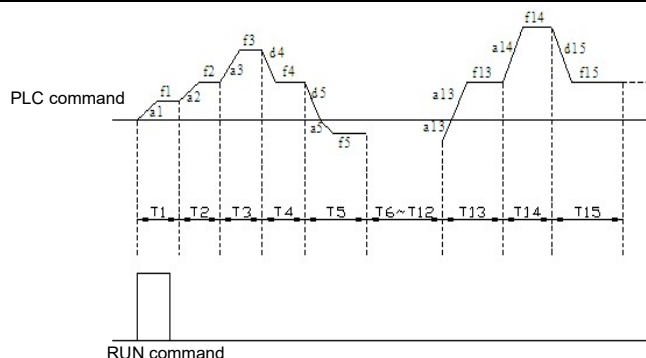 f14
f3
a14
d15
f2
a3
d4
f4
f13
f15
f1
PLC command
a1
a2
d5
a13
a5
f5
a13
T1 T2 T3 T4 T5 T6~T12 T13 T14 T15
RUN command